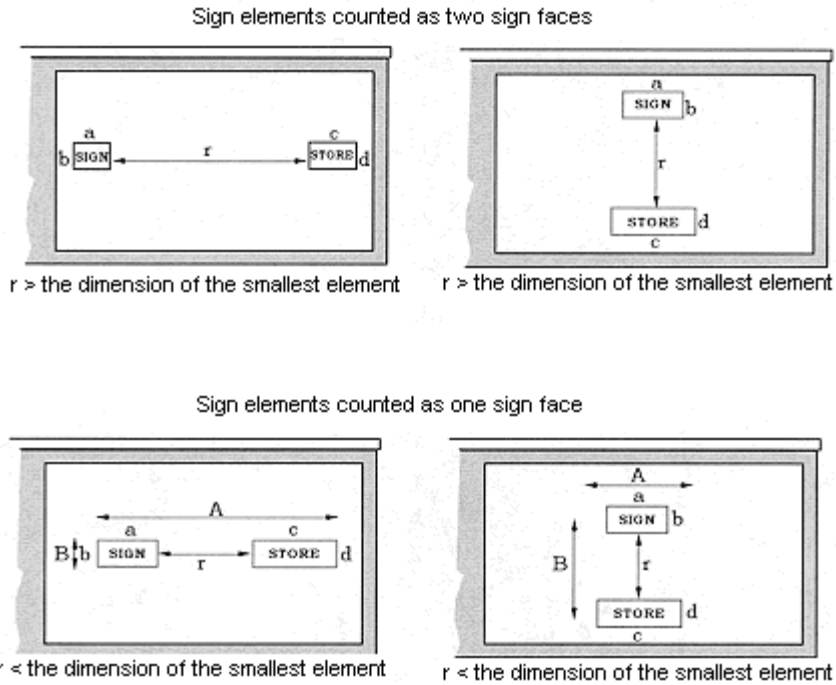 Sign elements counted as two sign faces
a
b SIGN
r
c
STORE d
r > the dimension of the smallest element
a
SIGN b
r
STORE d
c
r > the dimension of the smallest element
Sign elements counted as one sign face
A
a
B b SIGN
r
c
STORE d
r < the dimension of the smallest element
A
a
SIGN b
B
r
STORE d
c
r < the dimension of the smallest element